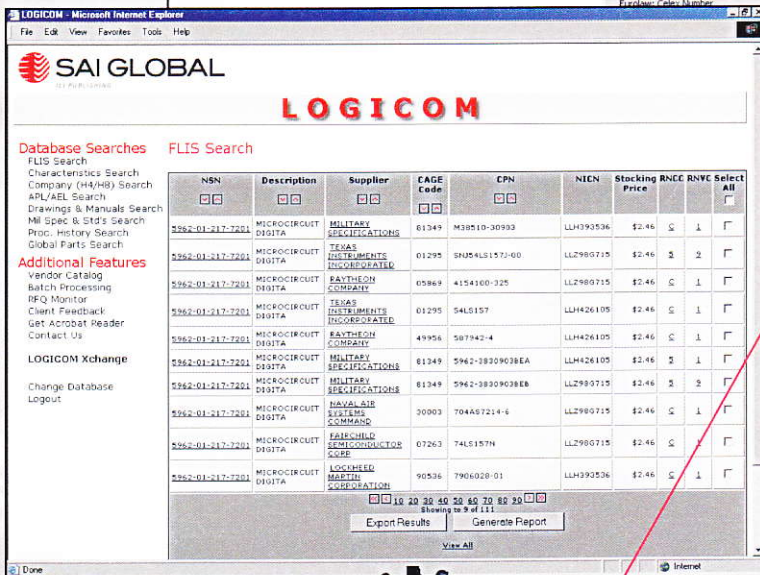 Eurolaw: Celex Number
LOGICOM - Microsoft Internet Explorer
File Edit View Favorites Tools Help
SAI GLOBAL
LOGICOM
Database Searches
FLIS Search
Characteristics Search
Company (H4/H8) Search
APL/AEL Search
Drawings & Manuals Search
Mil Spec & Std's Search
Proc. History Search
Global Parts Search
Additional Features
Vendor Catalog
Batch Processing
RFQ Monitor
Client Feedback
Get Acrobat Reader
Contact Us
LOGICOM Xchange
Change Database
Logout
FLIS Search
NSN Description Supplier CAGE Code CPN NICN Stocking Price RNCC RNVC Select All
5962-01-217-7201 MICROCIRCUIT DIGITA MILITARY SPECIFICATIONS 81349 M38510-30903 LLH393536 $2.46 C 1
5962-01-217-7201 MICROCIRCUIT DIGITA TEXAS INSTRUMENTS INCORPORATED 01295 SNJ54LS157J-00 LLZ98G715 $2.46 5 9
5962-01-217-7201 MICROCIRCUIT DIGITA RAYTHEON COMPANY 05869 4154100-325 LLZ98G715 $2.46 C 1
5962-01-217-7201 MICROCIRCUIT DIGITA TEXAS INSTRUMENTS INCORPORATED 01295 54LS157 LLH426105 $2.46 C 1
5962-01-217-7201 MICROCIRCUIT DIGITA RAYTHEON COMPANY 49956 587942-4 LLH426105 $2.46 C 1
5962-01-217-7201 MICROCIRCUIT DIGITA MILITARY SPECIFICATIONS 81349 5962-3830903BEA LLH426105 $2.46 5 1
5962-01-217-7201 MICROCIRCUIT DIGITA MILITARY SPECIFICATIONS 81349 5962-3830903BEB LLZ98G715 $2.46 5 9
5962-01-217-7201 MICROCIRCUIT DIGITA NAVAL AIR SYSTEMS COMMAND 30003 704AS7214-6 LLZ98G715 $2.46 C 1
5962-01-217-7201 MICROCIRCUIT DIGITA FAIRCHILD SEMICONDUCTOR CORP 07263 74LS157N LLZ98G715 $2.46 C 1
5962-01-217-7201 MICROCIRCUIT DIGITA LOCKHEED MARTIN CORPORATION 90536 7906028-01 LLH393536 $2.46 C 1
10 20 30 40 50 60 70 80 90
Showing to 9 of 111
Export Results Generate Report
View All
Done Internet